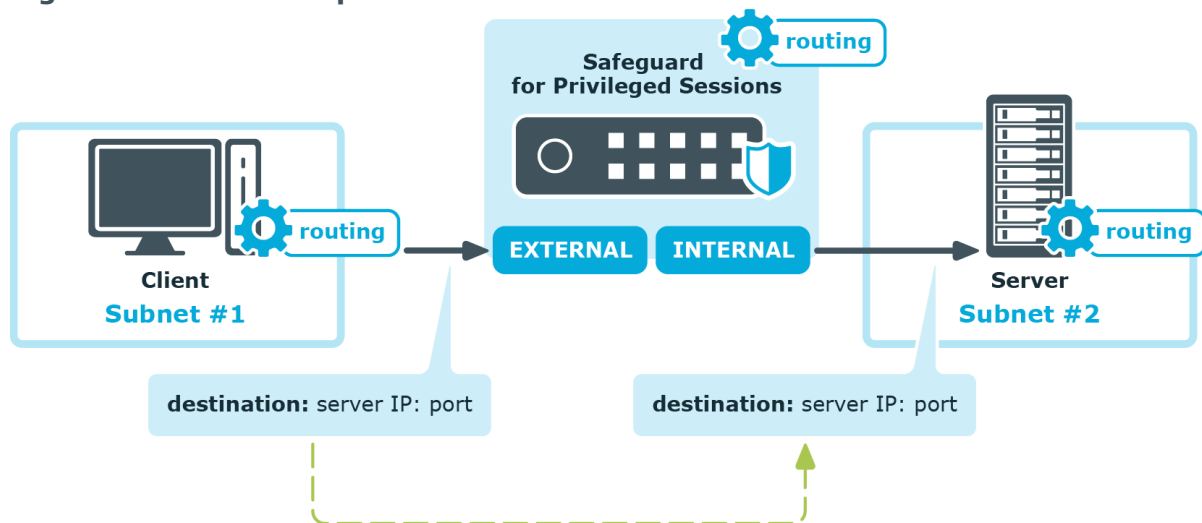 Safeguard
for Privileged Sessions
routing
routing
EXTERNAL
INTERNAL
routing
Client
Subnet #1
Server
Subnet #2
destination: server IP: port
destination: server IP: port